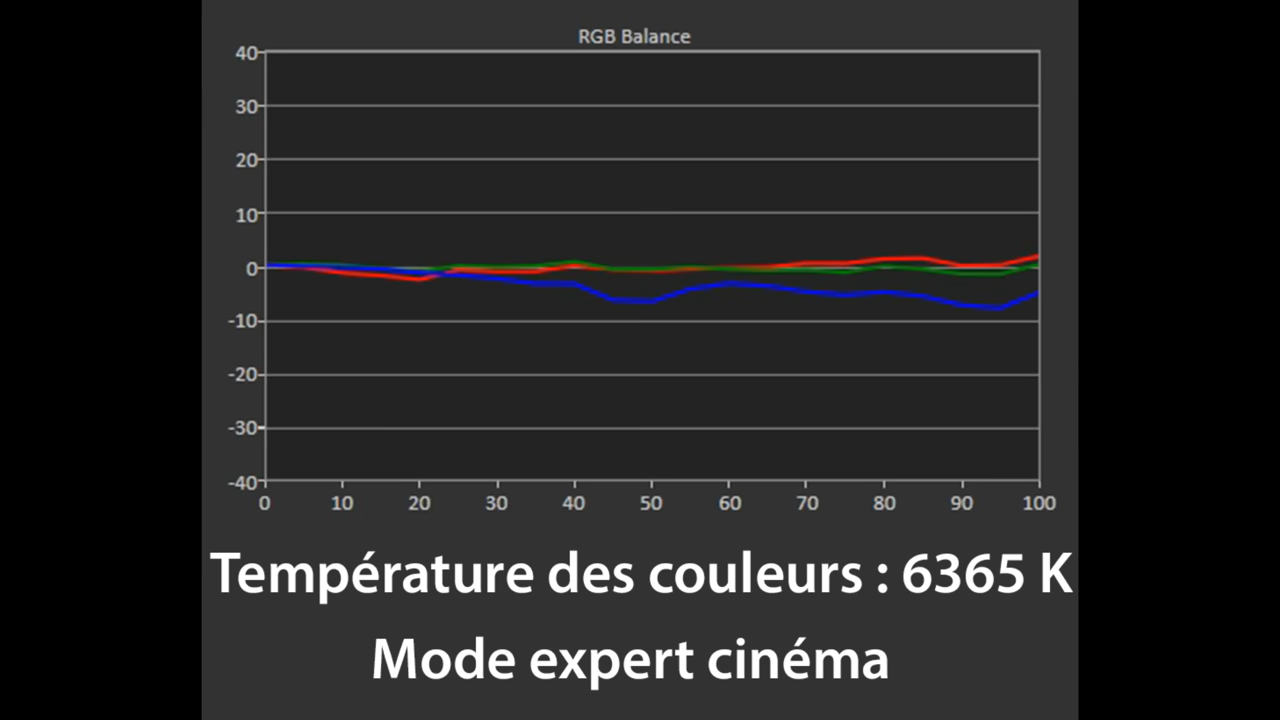 RGB Balance
40
30
20
10
0
-10
-20
-30
-40
0 10 20 30 40 50 60 70 80 90 100
Température des couleurs : 6365 K
Mode expert cinéma